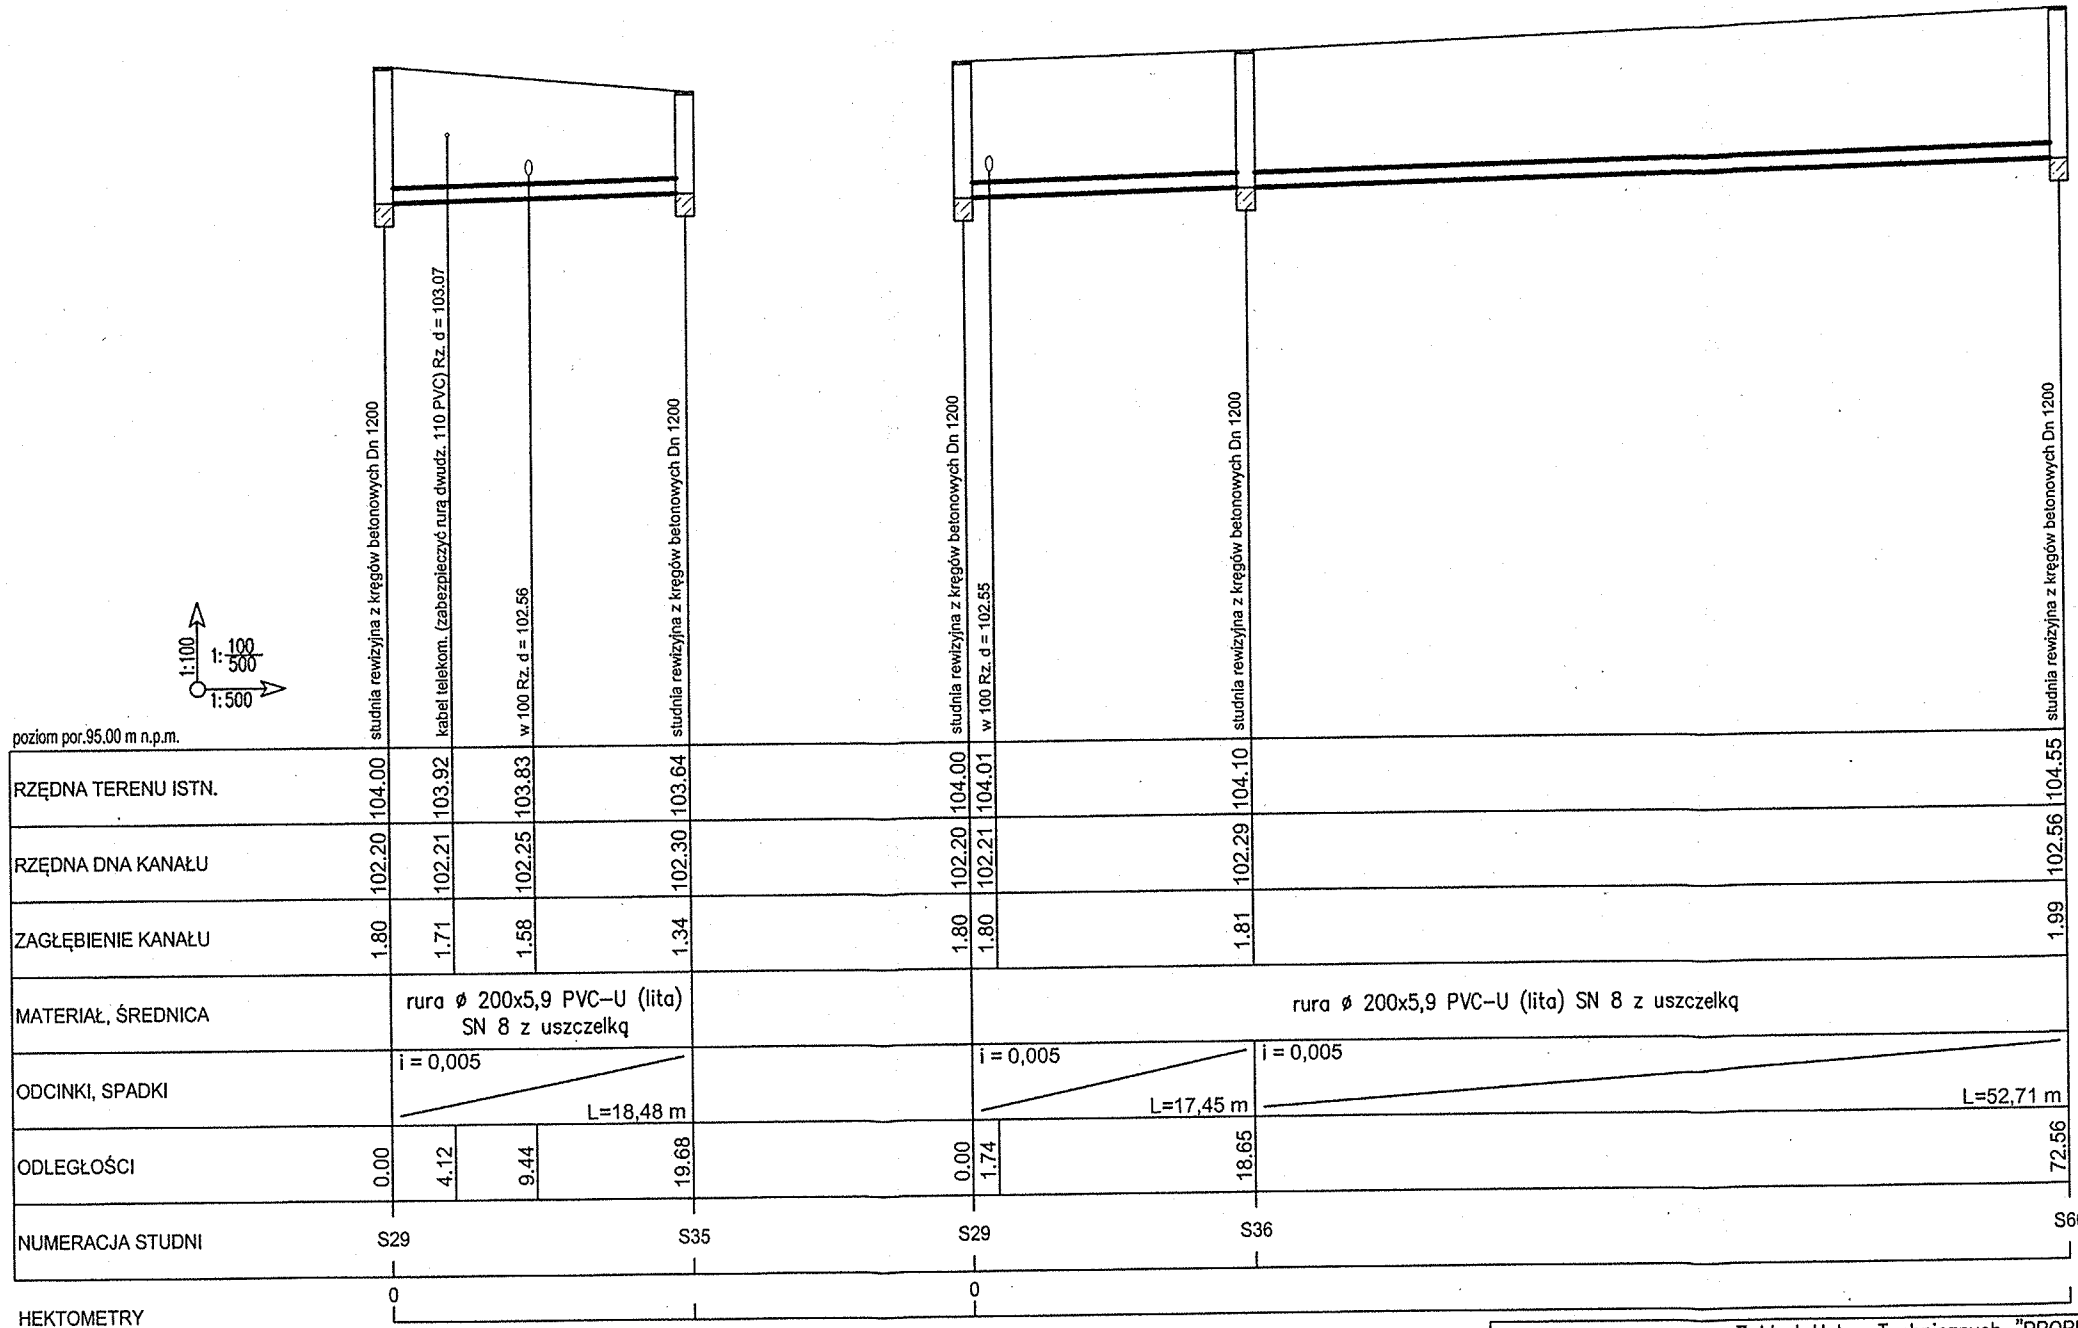 studnia rewizyjna z kręgów betonowych Dn 1200
kabel telekom. (zabezpieczyć rurą dwudz. 110 PVC) Rz. d = 103.07
w 100 Rz. d = 102.56
studnia rewizyjna z kręgów betonowych Dn 1200
studnia rewizyjna z kręgów betonowych Dn 1200
w 100 Rz. d = 102.55
studnia rewizyjna z kręgów betonowych Dn 1200
studnia rewizyjna z kręgów betonowych Dn 1200
1:100
1:100/500
1:500
poziom por.95.00 m n.p.m.
RZĘDNA TERENU ISTN. 104.00 103.92 103.83 103.64 104.00 104.01 104.10 104.55
RZĘDNA DNA KANAŁU 102.20 102.21 102.25 102.30 102.20 102.21 102.29 102.56
ZAGŁĘBIENIE KANAŁU 1.80 1.71 1.58 1.34 1.80 1.80 1.81 1.99
MATERIAŁ, ŚREDNICA
rura ø 200x5,9 PVC-U (lita)
SN 8 z uszczelką
rura ø 200x5,9 PVC-U (lita) SN 8 z uszczelką
ODCINKI, SPADKI
i = 0,005
L=18,48 m
i = 0,005
L=17,45 m
i = 0,005
L=52,71 m
ODLEGŁOŚCI 0.00 4.12 9.44 19.68 0.00 1.74 18.65 72.56
NUMERACJA STUDNI S29 S35 S29 S36
HEKTOMETRY 0 0